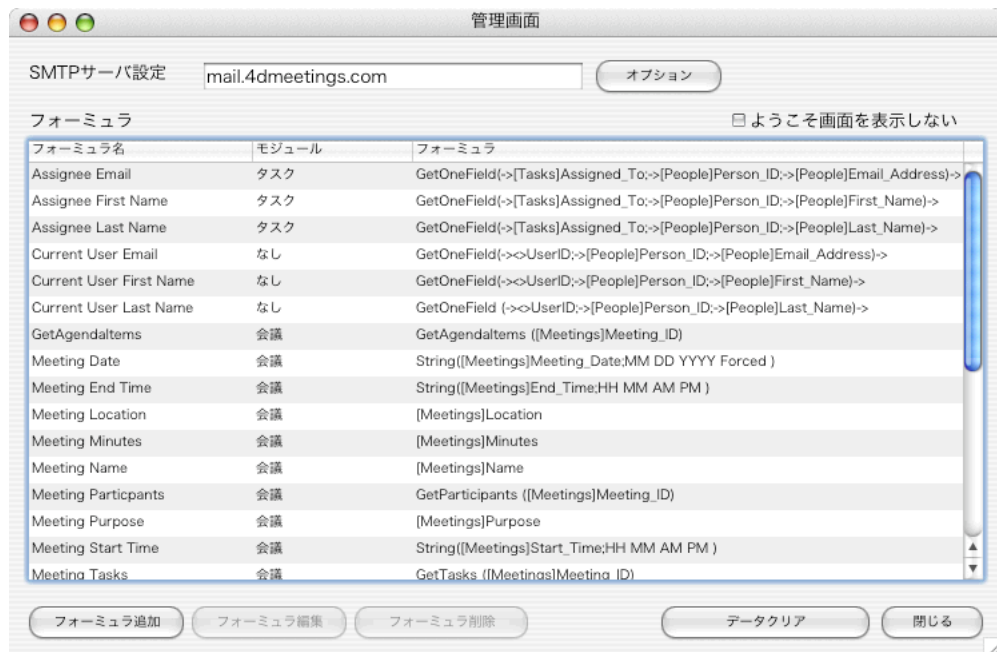 管理画面
SMTPサーバ設定 mail.4dmeetings.com オプション
フォーミュラ ようこそ画面を表示しない
フォーミュラ名 モジュール フォーミュラ
Assignee Email タスク GetOneField(->[Tasks]Assigned_To;->[People]Person_ID;->[People]Email_Address)->
Assignee First Name タスク GetOneField(->[Tasks]Assigned_To;->[People]Person_ID;->[People]First_Name)->
Assignee Last Name タスク GetOneField(->[Tasks]Assigned_To;->[People]Person_ID;->[People]Last_Name)->
Current User Email なし GetOneField(-><>UserID;->[People]Person_ID;->[People]Email_Address)->
Current User First Name なし GetOneField(-><>UserID;->[People]Person_ID;->[People]First_Name)->
Current User Last Name なし GetOneField (-><>UserID;->[People]Person_ID;->[People]Last_Name)->
GetAgendaItems 会議 GetAgendaItems ([Meetings]Meeting_ID)
Meeting Date 会議 String([Meetings]Meeting_Date;MM DD YYYY Forced )
Meeting End Time 会議 String([Meetings]End_Time;HH MM AM PM )
Meeting Location 会議 [Meetings]Location
Meeting Minutes 会議 [Meetings]Minutes
Meeting Name 会議 [Meetings]Name
Meeting Particpants 会議 GetParticipants ([Meetings]Meeting_ID)
Meeting Purpose 会議 [Meetings]Purpose
Meeting Start Time 会議 String([Meetings]Start_Time;HH MM AM PM )
Meeting Tasks 会議 GetTasks ([Meetings]Meeting_ID)
フォーミュラ追加 フォーミュラ編集 フォーミュラ削除 データクリア 閉じる